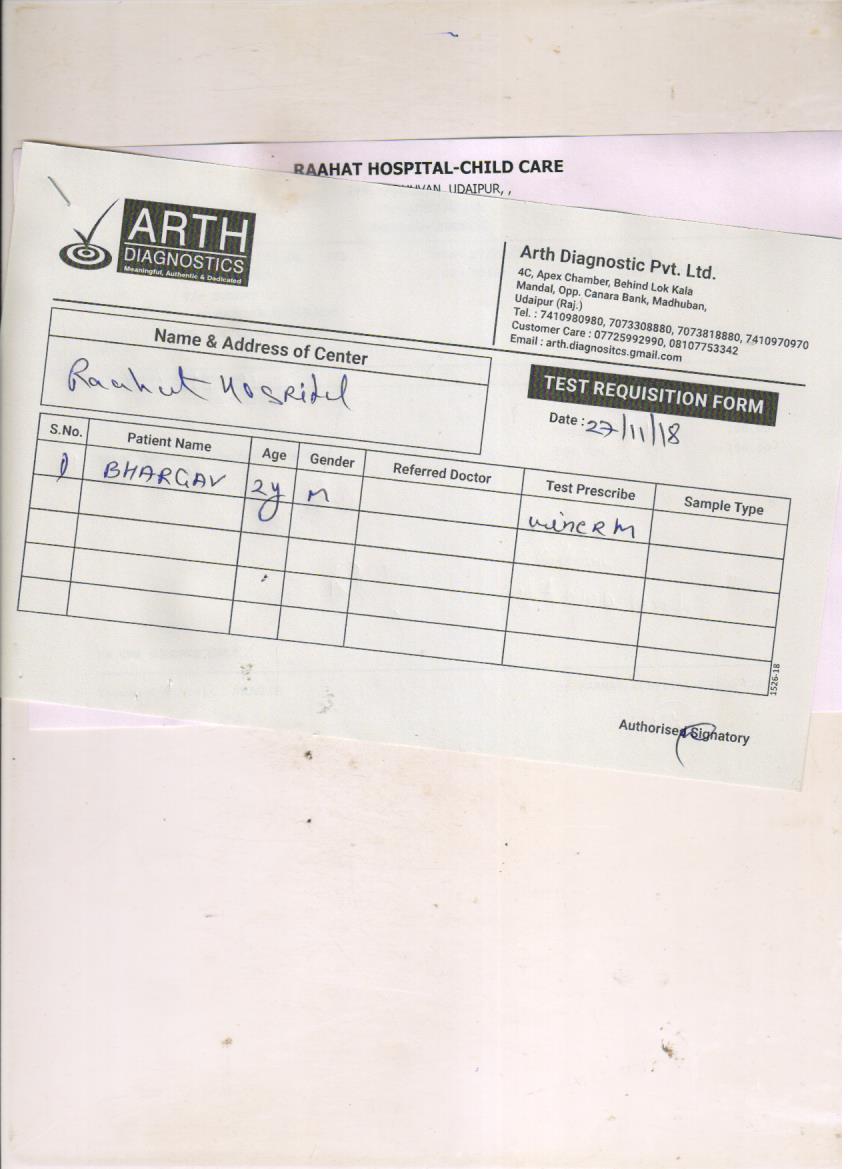 RAAHAT HOSPITAL-CHILD CARE
UDAIPUR, ,
ARTH
DIAGNOSTICS
Meaningful, Authentic & Dedicated
Arth Diagnostic Pvt. Ltd.
4C, Apex Chamber, Behind Lok Kala
Mandal, Opp. Canara Bank, Madhuban,
Udaipur (Raj.)
Tel. : 7410980980, 7073308880, 7073818880, 7410970970
Customer Care : 07725992990, 08107753342
Email : arth.diagnositcs.gmail.com
Name & Address of Center
Raahat Hospital
TEST REQUISITION FORM
Date : 27/11/18
S.No. Patient Name Age Gender Referred Doctor Test Prescribe Sample Type
1 BHARGAV 2y M urine R M
1526-18
Authorised Signatory